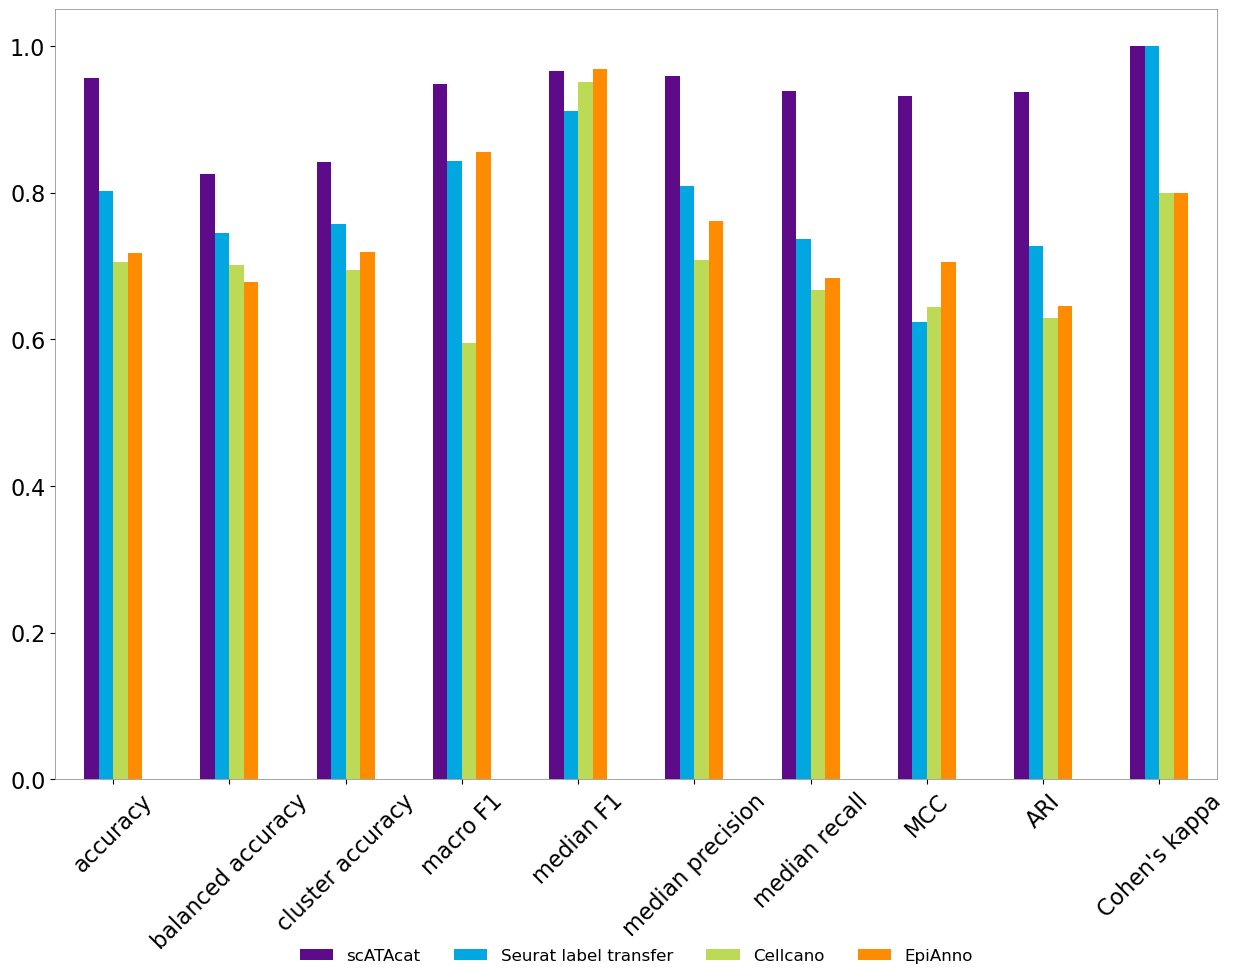 1.0
0.8
0.6
0.4
0.2
0.0
accuracy
balanced accuracy
cluster accuracy
macro F1
median F1
median precision
median recall
MCC
ARI
Cohen's kappa
scATAcat Seurat label transfer Cellcano EpiAnno